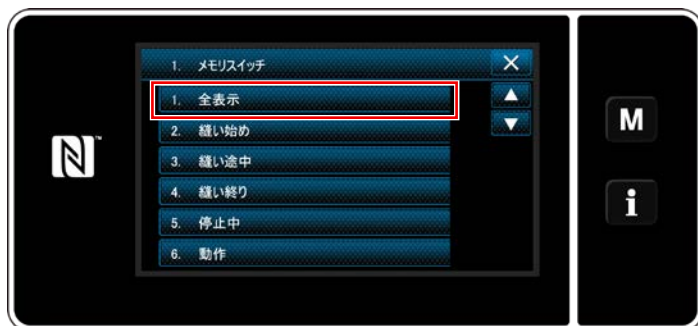 1. メモリスイッチ
1. 全表示
2. 縫い始め
3. 縫い途中
4. 縫い終り
5. 停止中
6. 動作
M
i